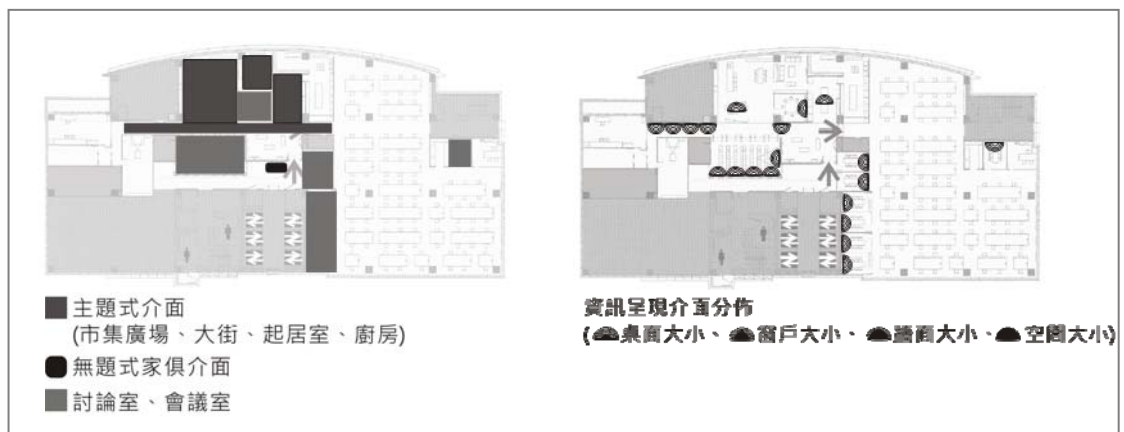 主題式介面
(市集廣場、大街、起居室、廚房)
無題式家俱介面
討論室、會議室
資訊呈現介面分佈
(桌面大小、窗戶大小、牆面大小、空間大小)